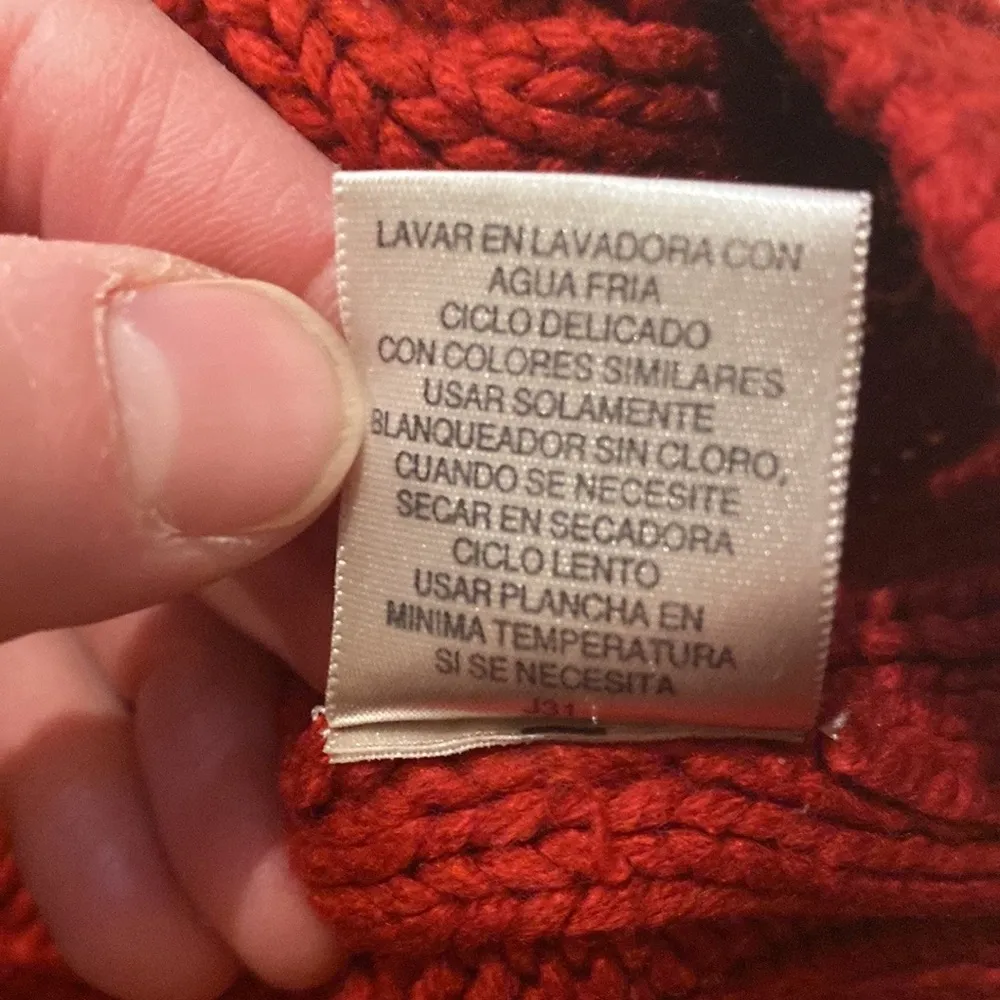 LAVAR EN LAVADORA CON
AGUA FRIA
CICLO DELICADO
CON COLORES SIMILARES
USAR SOLAMENTE
BLANQUEADOR SIN CLORO,
CUANDO SE NECESITE
SECAR EN SECADORA
CICLO LENTO
USAR PLANCHA EN
MINIMA TEMPERATURA
SI SE NECESITA
J31